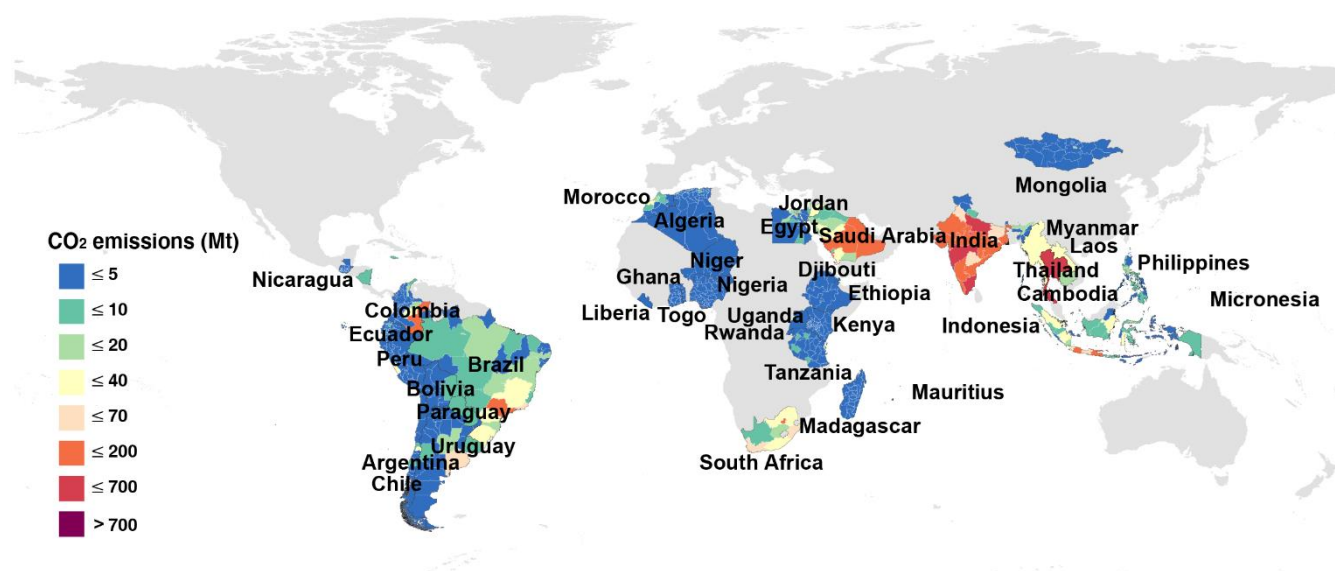 Mongolia
Morocco
Jordan
Algeria
Egypt
Saudi Arabia
India
Myanmar
Laos
CO₂ emissions (Mt)
≤ 5
Nicaragua
Niger
Ghana
Nigeria
Djibouti
Thailand
Philippines
≤ 10
Colombia
Liberia
Togo
Uganda
Ethiopia
Cambodia
Micronesia
≤ 20
Ecuador
Rwanda
Kenya
Indonesia
≤ 40
Peru
Brazil
Tanzania
Bolivia
Mauritius
≤ 70
Paraguay
Madagascar
≤ 200
Uruguay
Argentina
South Africa
≤ 700
Chile
> 700